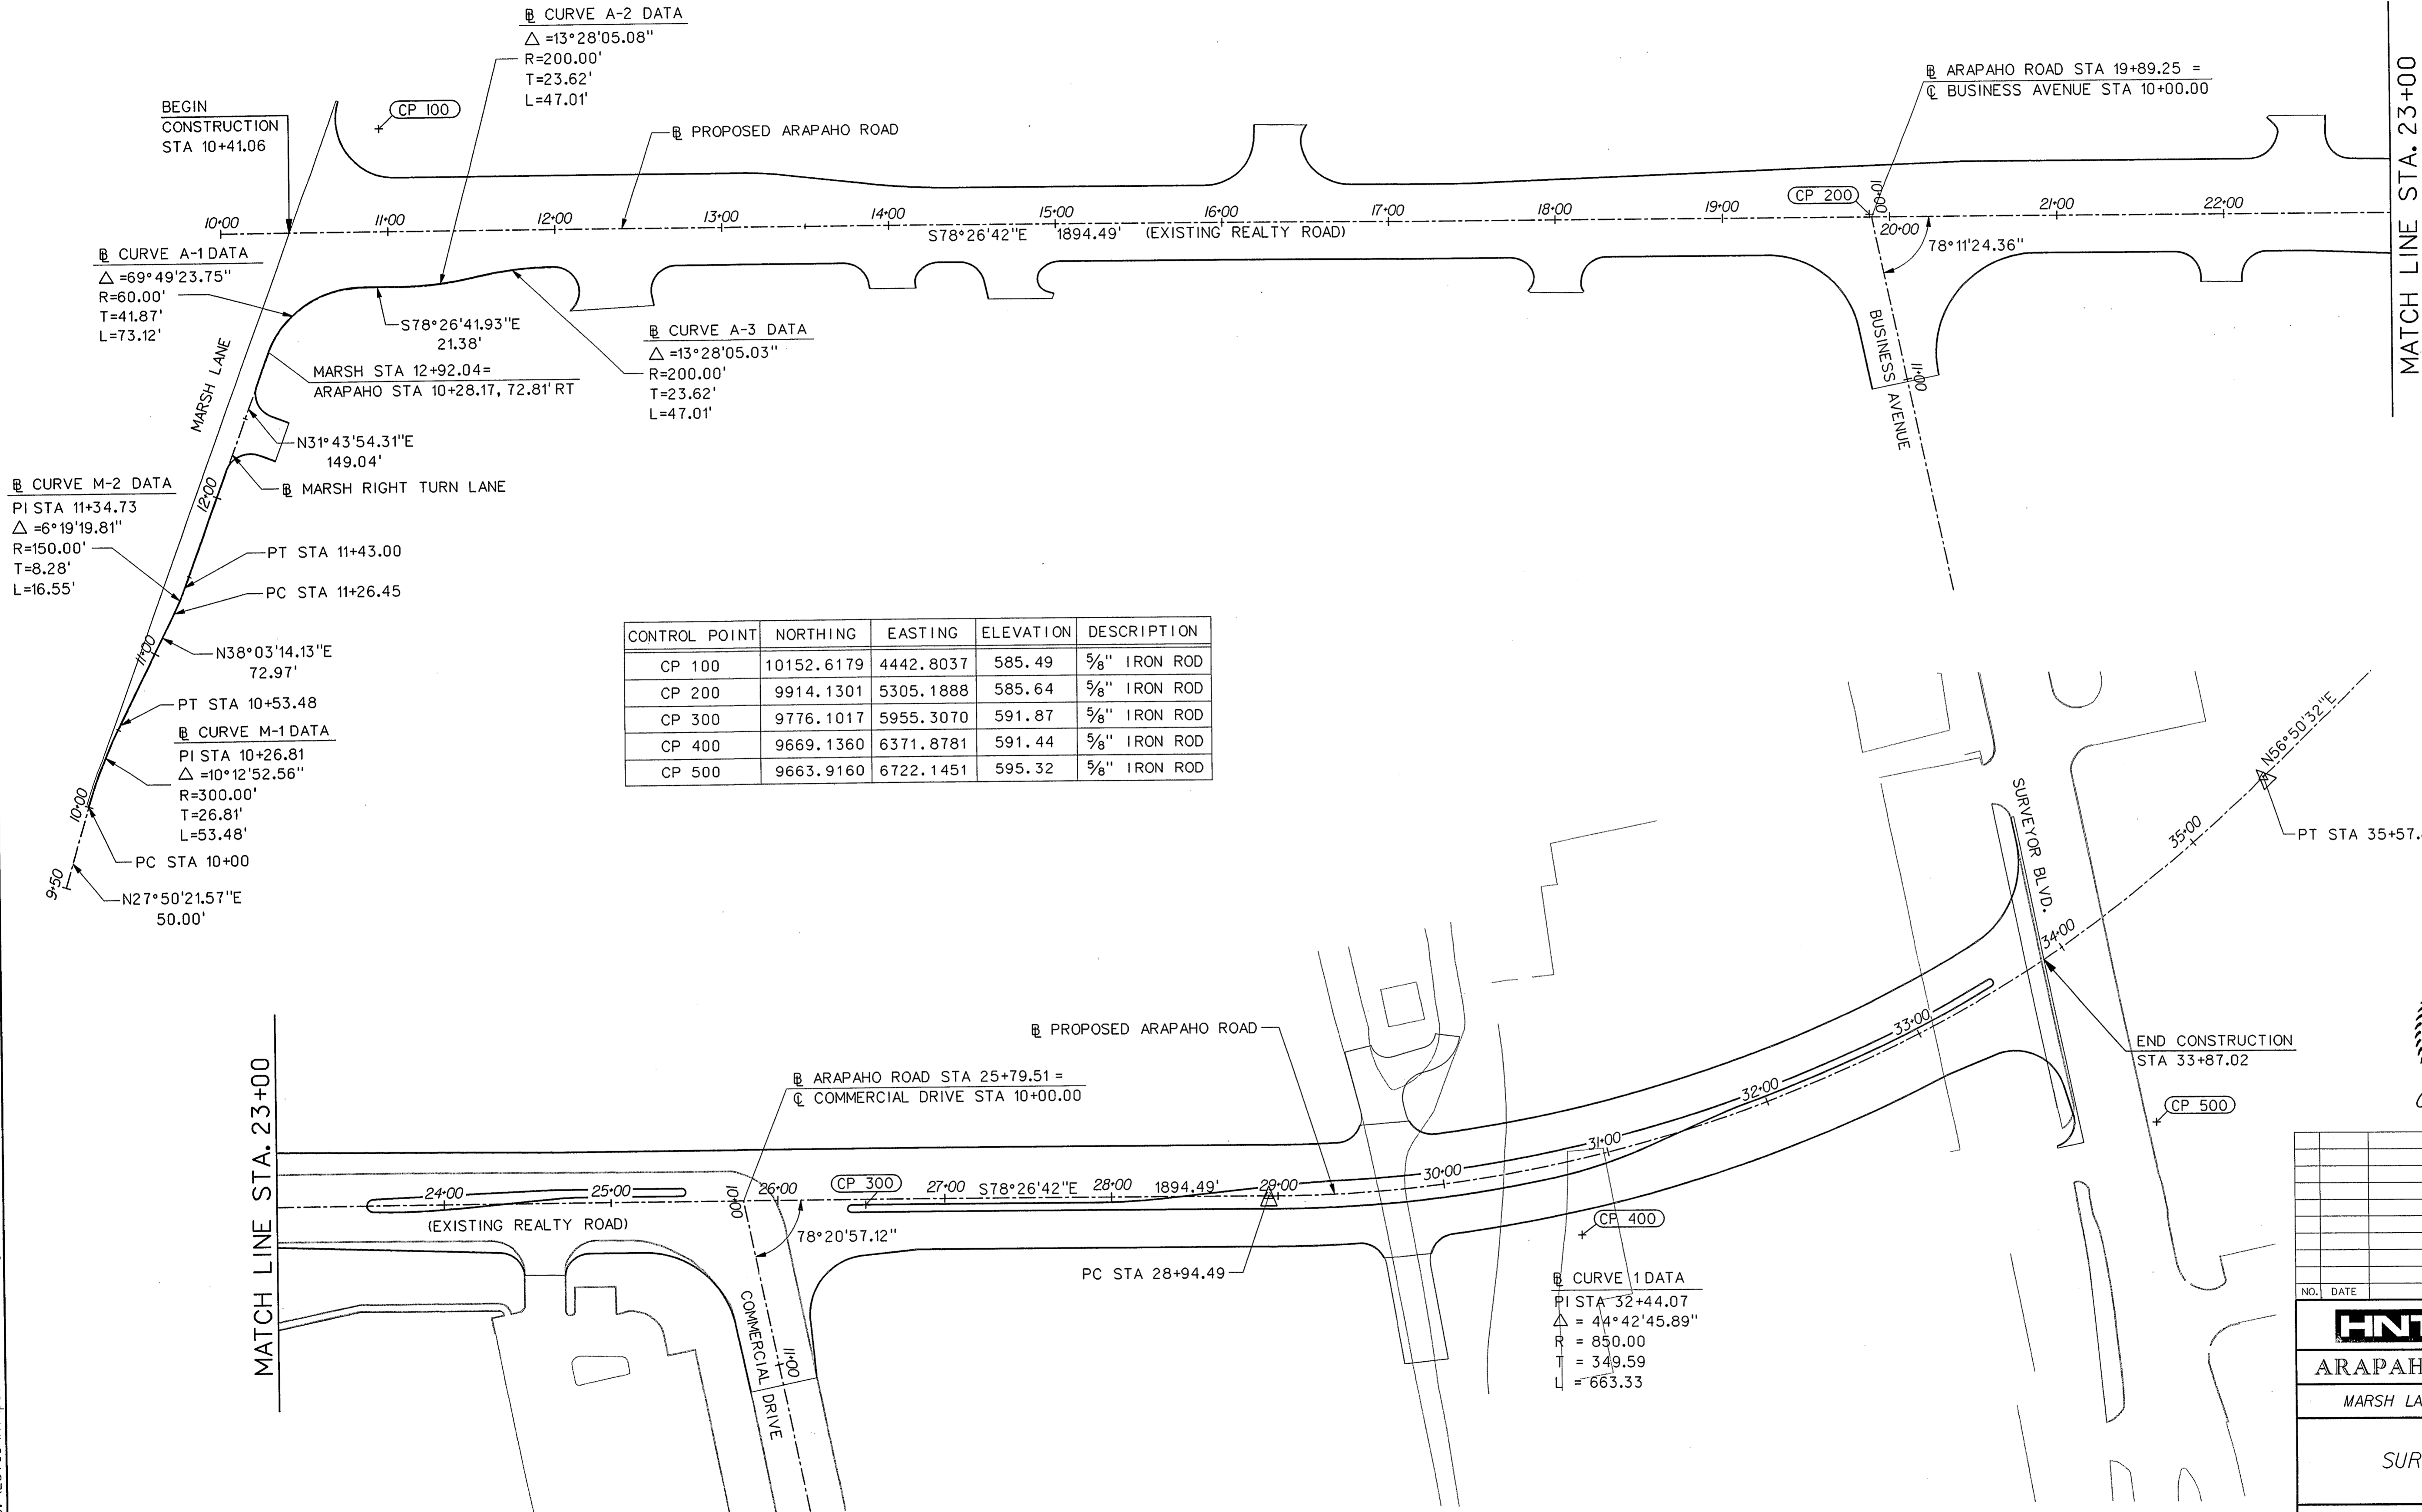 ℄ CURVE A-2 DATA
△ =13°28'05.08"
R=200.00'
T=23.62'
L=47.01'
BEGIN
CONSTRUCTION
STA 10+41.06
CP 100
℄ PROPOSED ARAPAHO ROAD
℄ ARAPAHO ROAD STA 19+89.25 =
℄ BUSINESS AVENUE STA 10+00.00
MATCH LINE STA. 23+00
CP 200
10+00
10+00
11+00
12+00
13+00
14+00
15+00
16+00
17+00
18+00
19+00
20+00
21+00
22+00
S78°26'42"E 1894.49' (EXISTING REALTY ROAD)
78°11'24.36"
BUSINESS AVENUE
11+00
℄ CURVE A-1 DATA
△ =69°49'23.75"
R=60.00'
T=41.87'
L=73.12'
S78°26'41.93"E
21.38'
℄ CURVE A-3 DATA
△ =13°28'05.03"
R=200.00'
T=23.62'
L=47.01'
MARSH LANE
MARSH STA 12+92.04=
ARAPAHO STA 10+28.17, 72.81' RT
N31°43'54.31"E
149.04'
℄ MARSH RIGHT TURN LANE
℄ CURVE M-2 DATA
PI STA 11+34.73
△ =6°19'19.81"
R=150.00'
T=8.28'
L=16.55'
12+00
PT STA 11+43.00
PC STA 11+26.45
11+00
N38°03'14.13"E
72.97'
PT STA 10+53.48
℄ CURVE M-1 DATA
PI STA 10+26.81
△ =10°12'52.56"
R=300.00'
T=26.81'
L=53.48'
10+00
PC STA 10+00
9+50
N27°50'21.57"E
50.00'
CONTROL POINT NORTHING EASTING ELEVATION DESCRIPTION
CP 100 10152.6179 4442.8037 585.49 5/8" IRON ROD
CP 200 9914.1301 5305.1888 585.64 5/8" IRON ROD
CP 300 9776.1017 5955.3070 591.87 5/8" IRON ROD
CP 400 9669.1360 6371.8781 591.44 5/8" IRON ROD
CP 500 9663.9160 6722.1451 595.32 5/8" IRON ROD
N56°50'32"E
PT STA 35+57.
SURVEYOR BLVD.
35+00
34+00
33+00
32+00
31+00
30+00
END CONSTRUCTION
STA 33+87.02
CP 500
℄ PROPOSED ARAPAHO ROAD
℄ ARAPAHO ROAD STA 25+79.51 =
℄ COMMERCIAL DRIVE STA 10+00.00
MATCH LINE STA. 23+00
24+00
25+00
10+00
26+00
CP 300
27+00
S78°26'42"E
28+00
1894.49'
29+00
(EXISTING REALTY ROAD)
78°20'57.12"
PC STA 28+94.49
CP 400
COMMERCIAL DRIVE
11+00
℄ CURVE 1 DATA
PI STA 32+44.07
△ = 44°42'45.89"
R = 850.00
T = 349.59
L = 663.33
NO. DATE
HNT
ARAPAH
MARSH LA
SUR